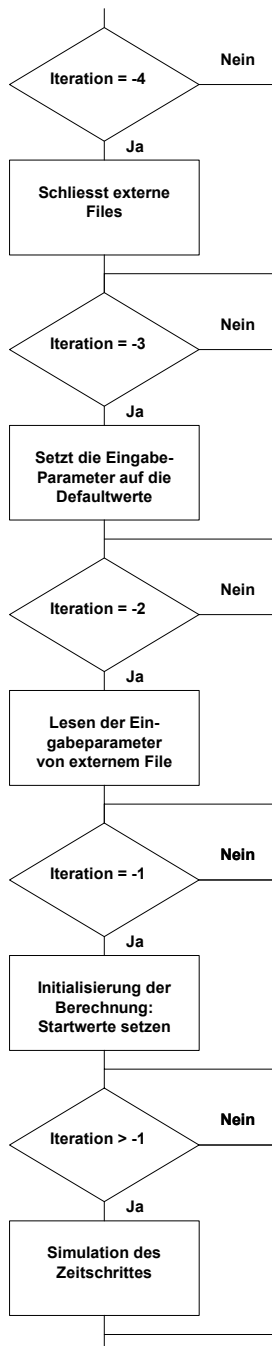 Iteration = -4
Nein
Ja
Schliesst externe
Files
Iteration = -3
Nein
Ja
Setzt die Eingabe-
Parameter auf die
Defaultwerte
Iteration = -2
Nein
Ja
Lesen der Ein-
gabeparameter
von externem File
Iteration = -1
Nein
Ja
Initialisierung der
Berechnung:
Startwerte setzen
Iteration > -1
Nein
Ja
Simulation des
Zeitschrittes